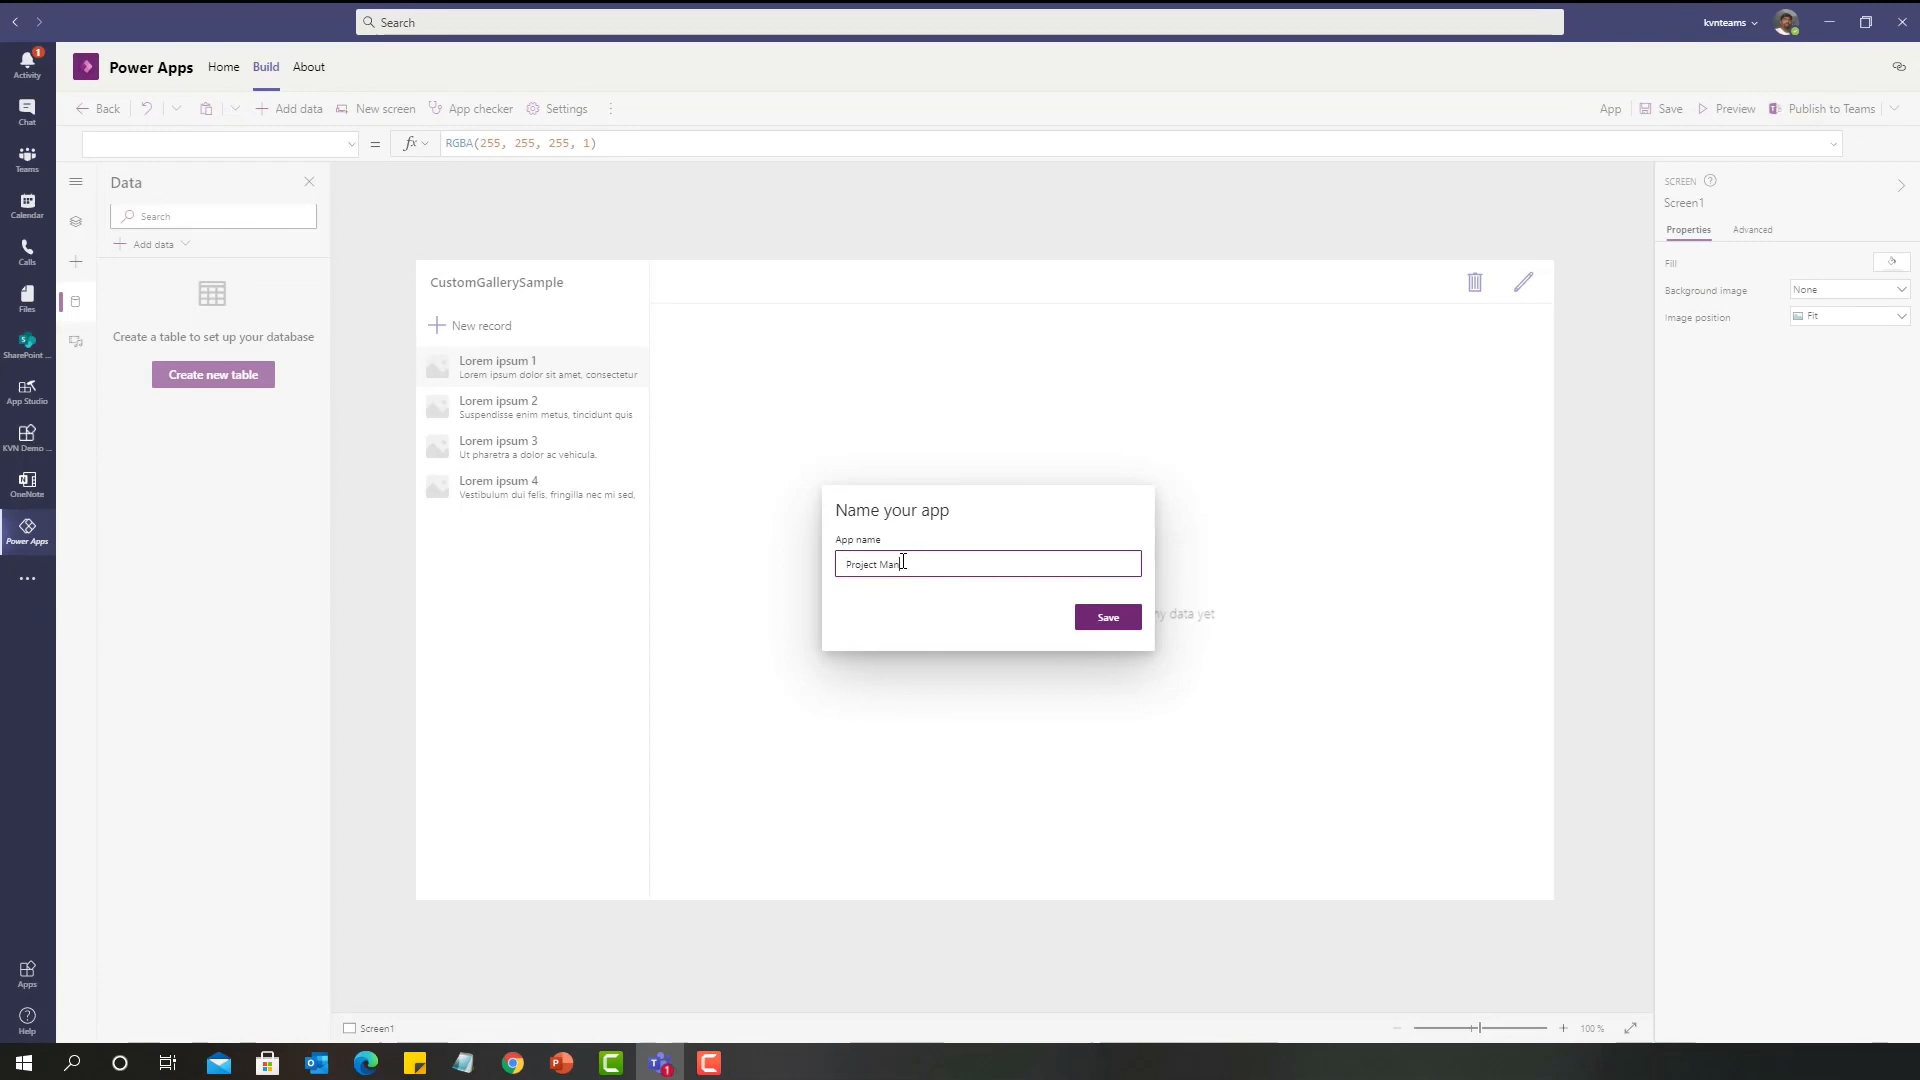 Search
kvnteams
1
Activity
Chat
Teams
Calendar
Calls
Files
SharePoint ...
App Studio
KVN Demo ...
OneNote
Power Apps
Apps
Help
Power Apps Home Build About
Back Add data New screen App checker Settings
App Save Preview Publish to Teams
= fx RGBA(255, 255, 255, 1)
Data
Search
Add data
Create a table to set up your database
Create new table
CustomGallerySample
New record
Lorem ipsum 1
Lorem ipsum dolor sit amet, consectetur
Lorem ipsum 2
Suspendisse enim metus, tincidunt quis
Lorem ipsum 3
Ut pharetra a dolor ac vehicula.
Lorem ipsum 4
Vestibulum dui felis, fringilla nec mi sed,
Name your app
App name
Project Man
Save
ny data yet
SCREEN
Screen1
Properties Advanced
Fill
Background image None
Image position Fit
Screen1
100 %
1